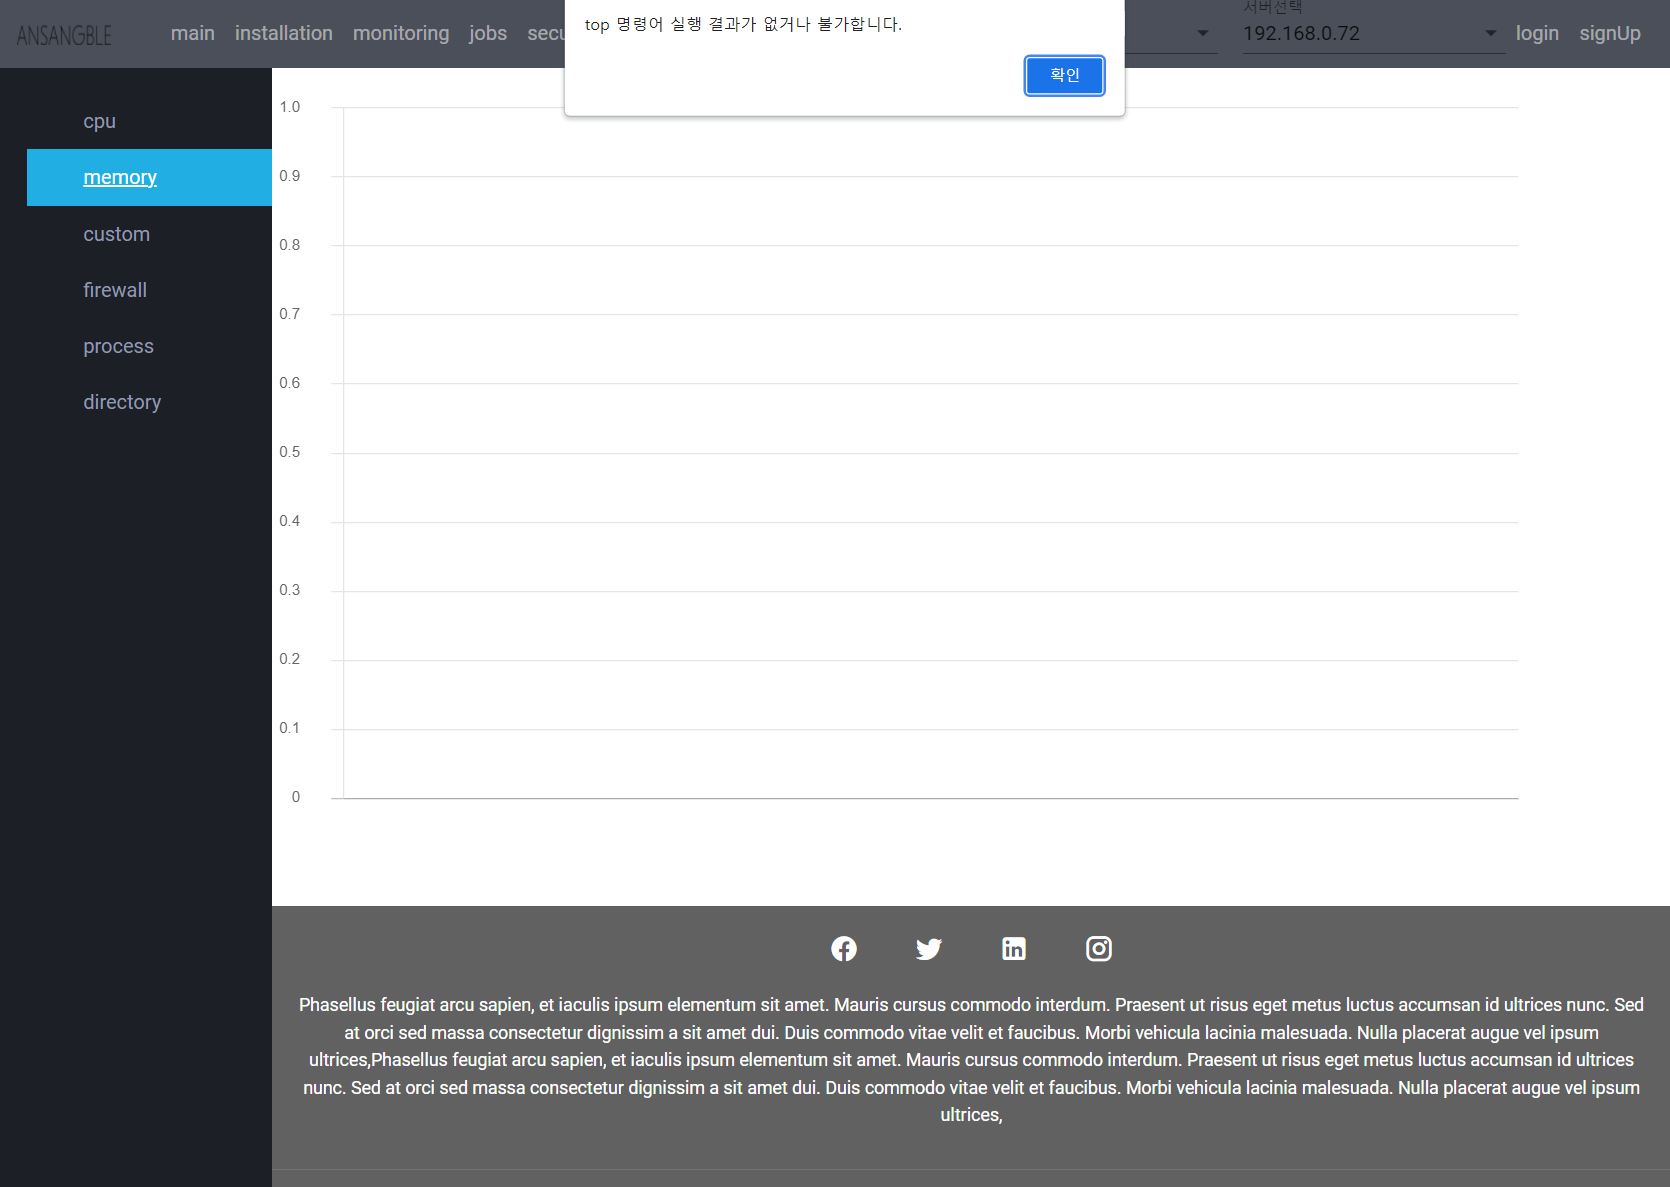 ANSANGBLE
main installation monitoring jobs
top 명령어 실행 결과가 없거나 불가합니다.
확인
서버선택
192.168.0.72
login signUp
cpu
memory
custom
firewall
process
directory
1.0
0.9
0.8
0.7
0.6
0.5
0.4
0.3
0.2
0.1
0
Phasellus feugiat arcu sapien, et iaculis ipsum elementum sit amet. Mauris cursus commodo interdum. Praesent ut risus eget metus luctus accumsan id ultrices nunc. Sed
at orci sed massa consectetur dignissim a sit amet dui. Duis commodo vitae velit et faucibus. Morbi vehicula lacinia malesuada. Nulla placerat augue vel ipsum
ultrices,Phasellus feugiat arcu sapien, et iaculis ipsum elementum sit amet. Mauris cursus commodo interdum. Praesent ut risus eget metus luctus accumsan id ultrices
nunc. Sed at orci sed massa consectetur dignissim a sit amet dui. Duis commodo vitae velit et faucibus. Morbi vehicula lacinia malesuada. Nulla placerat augue vel ipsum
ultrices,